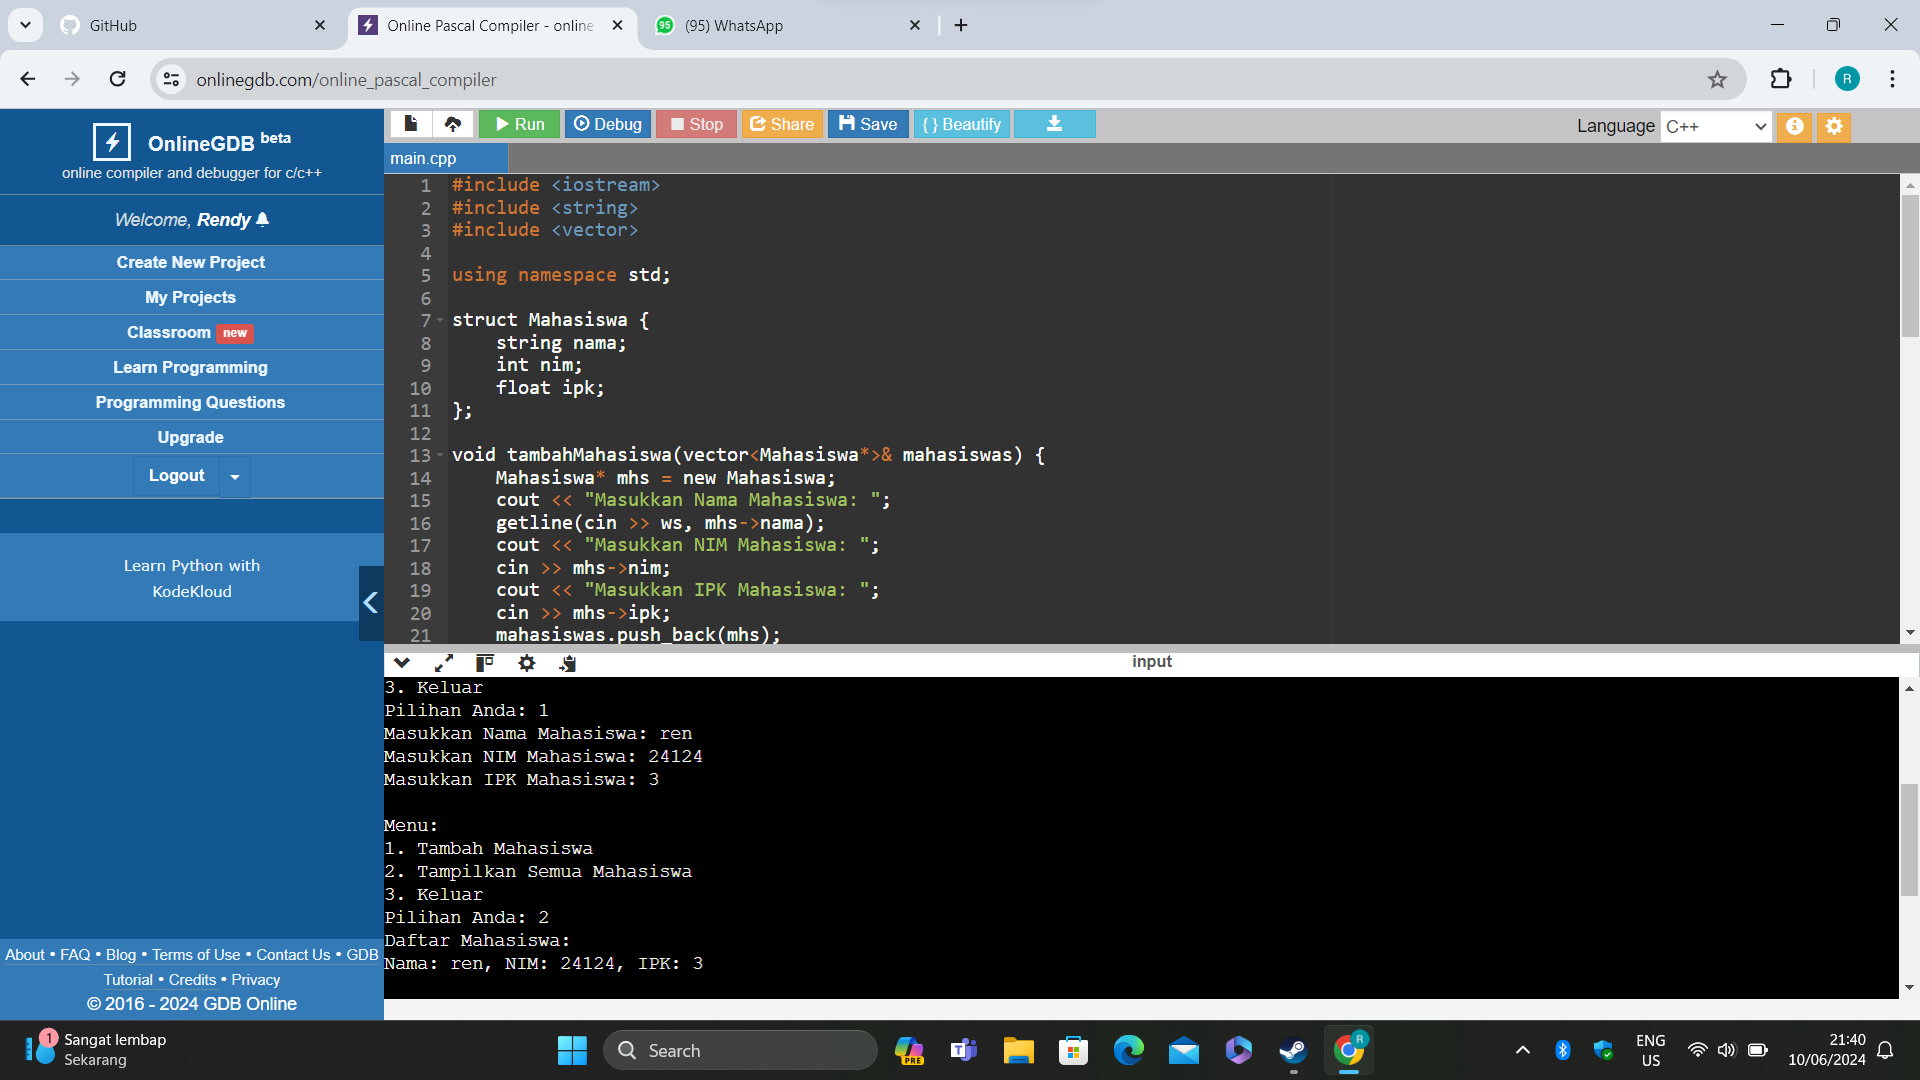 GitHub
Online Pascal Compiler - online
95
(95) WhatsApp
onlinegdb.com/online_pascal_compiler
R
OnlineGDB beta
online compiler and debugger for c/c++
Welcome, Rendy
Create New Project
My Projects
Classroom new
Learn Programming
Programming Questions
Upgrade
Logout
Learn Python with
KodeKloud
About • FAQ • Blog • Terms of Use • Contact Us • GDB
Tutorial • Credits • Privacy
© 2016 - 2024 GDB Online
Run
Debug
Stop
Share
Save
{ } Beautify
Language C++
main.cpp
1 #include <iostream>
2 #include <string>
3 #include <vector>
4
5 using namespace std;
6
7 struct Mahasiswa {
8 string nama;
9 int nim;
10 float ipk;
11 };
12
13 void tambahMahasiswa(vector<Mahasiswa*>& mahasiswas) {
14 Mahasiswa* mhs = new Mahasiswa;
15 cout << "Masukkan Nama Mahasiswa: ";
16 getline(cin >> ws, mhs->nama);
17 cout << "Masukkan NIM Mahasiswa: ";
18 cin >> mhs->nim;
19 cout << "Masukkan IPK Mahasiswa: ";
20 cin >> mhs->ipk;
21 mahasiswas.push_back(mhs);
input
3. Keluar
Pilihan Anda: 1
Masukkan Nama Mahasiswa: ren
Masukkan NIM Mahasiswa: 24124
Masukkan IPK Mahasiswa: 3
Menu:
1. Tambah Mahasiswa
2. Tampilkan Semua Mahasiswa
3. Keluar
Pilihan Anda: 2
Daftar Mahasiswa:
Nama: ren, NIM: 24124, IPK: 3
1
Sangat lembap
Sekarang
Search
PRE
R
ENG
US
21:40
10/06/2024